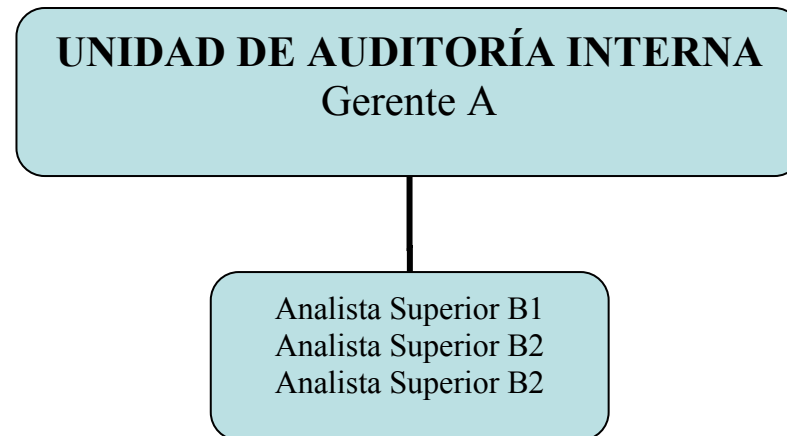 UNIDAD DE AUDITORÍA INTERNA
Gerente A
Analista Superior B1
Analista Superior B2
Analista Superior B2